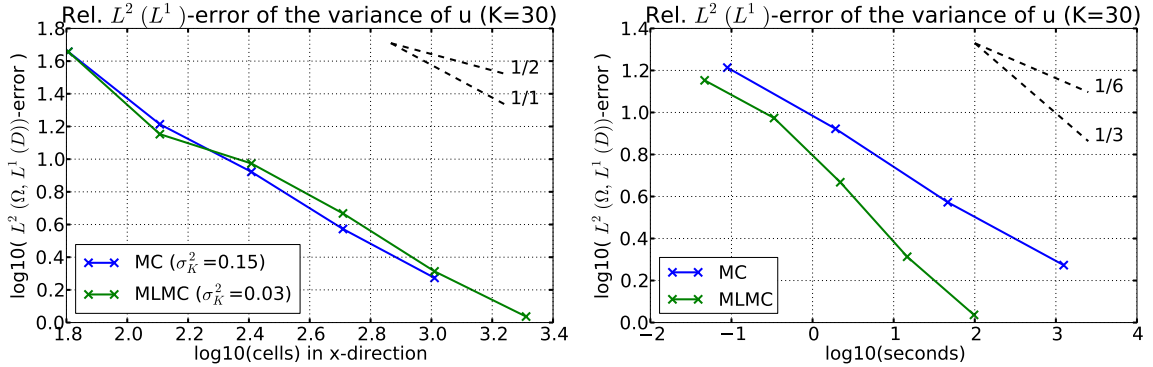 Rel. L² (L¹)-error of the variance of u (K=30)
log10( L² (Ω, L¹ (D))-error )
1.8
1.6
1.4
1.2
1.0
0.8
0.6
0.4
0.2
0.0
1/2
1/1
MC (σ²_K=0.15)
MLMC (σ²_K=0.03)
1.8 2.0 2.2 2.4 2.6 2.8 3.0 3.2 3.4
log10(cells) in x-direction
Rel. L² (L¹)-error of the variance of u (K=30)
log10( L² (Ω, L¹ (D))-error )
1.4
1.2
1.0
0.8
0.6
0.4
0.2
0.0
1/6
1/3
MC
MLMC
−2 −1 0 1 2 3 4
log10(seconds)